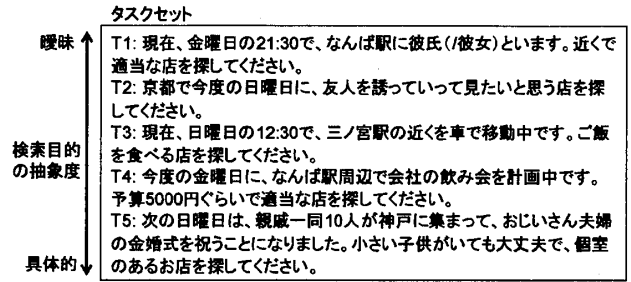 タスクセット
曖昧
検索目的
の抽象度
具体的
T1: 現在、金曜日の21:30で、なんば駅に彼氏(/彼女)といます。近くで
適当な店を探してください。
T2: 京都で今度の日曜日に、友人を誘っていって見たいと思う店を探
してください。
T3: 現在、日曜日の12:30で、三ノ宮駅の近くを車で移動中です。ご飯
を食べる店を探してください。
T4: 今度の金曜日に、なんば駅周辺で会社の飲み会を計画中です。
予算5000円ぐらいで適当な店を探してください。
T5: 次の日曜日は、親戚一同10人が神戸に集まって、おじいさん夫婦
の金婚式を祝うことになりました。小さい子供がいても大丈夫で、個室
のあるお店を探してください。